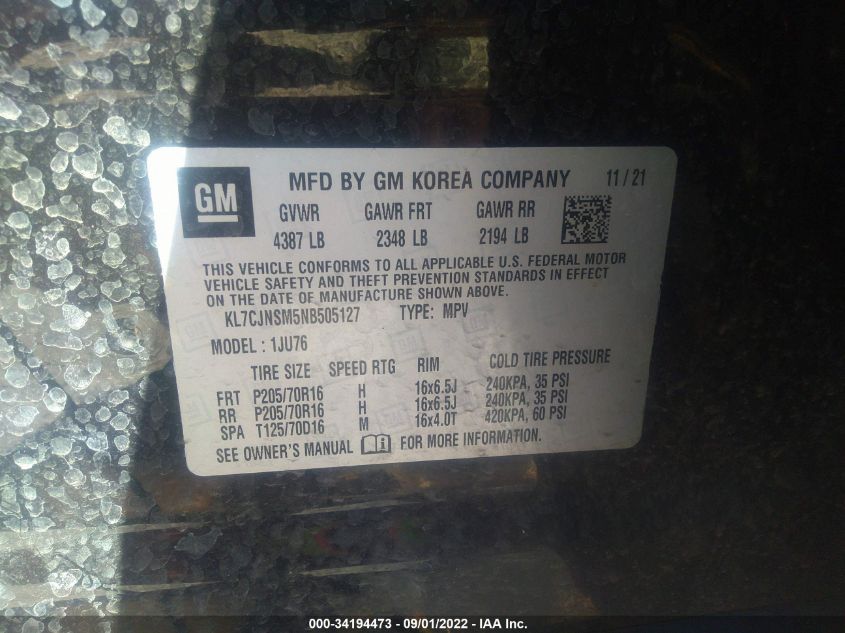 GM
MFD BY GM KOREA COMPANY 11 / 21
GVWR GAWR FRT GAWR RR
4387 LB 2348 LB 2194 LB
THIS VEHICLE CONFORMS TO ALL APPLICABLE U.S. FEDERAL MOTOR
VEHICLE SAFETY AND THEFT PREVENTION STANDARDS IN EFFECT
ON THE DATE OF MANUFACTURE SHOWN ABOVE.
KL7CJNSM5NB505127 TYPE: MPV
MODEL : 1JU76
TIRE SIZE SPEED RTG RIM COLD TIRE PRESSURE
FRT P205/70R16 H 16x6.5J 240KPA, 35 PSI
RR P205/70R16 H 16x6.5J 240KPA, 35 PSI
SPA T125/70D16 M 16x4.0T 420KPA, 60 PSI
SEE OWNER'S MANUAL FOR MORE INFORMATION.
000-34194473 - 09/01/2022 - IAA Inc.